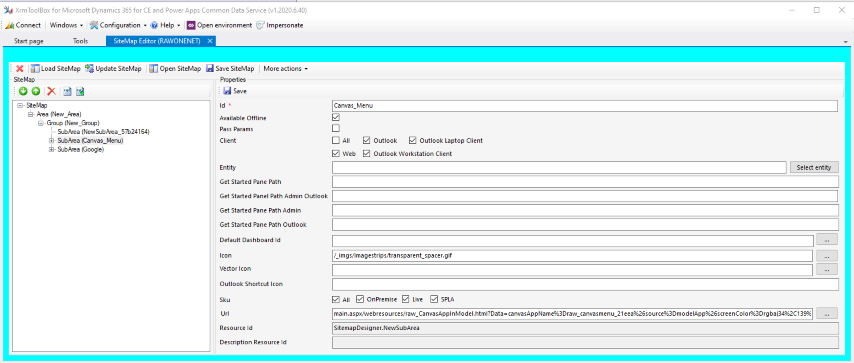 XrmToolBox for Microsoft Dynamics 365 for CE and Power Apps Common Data Service (v1.2020.6.40)
Connect Windows Configuration Help Open environment Impersonate
Start page Tools SiteMap Editor (RAWONENET)
Load SiteMap Update SiteMap Open SiteMap Save SiteMap More actions
SiteMap
Properties
Save
SiteMap
Area (New_Area)
Group (New_Group)
SubArea (NewSubArea_57b24164)
SubArea (Canvas_Menu)
SubArea (Google)
Id * Canvas_Menu
Available Offline
Pass Params
Client All Outlook Outlook Laptop Client
Web Outlook Workstation Client
Entity Select entity
Get Started Pane Path
Get Started Panel Path Admin Outlook
Get Started Pane Path Admin
Get Started Pane Path Outlook
Default Dashboard Id ...
Icon /_imgs/imagestrips/transparent_spacer.gif ...
Vector Icon ...
Outlook Shortcut Icon
Sku All OnPremise Live SPLA
Url main.aspx/webresources/raw_CanvasAppInModel.html?Data=canvasAppName%3Draw_canvasmenu_21eea%26source%3DmodelApp%26screenColor%3Drgba(34%2C139% ...
Resource Id SitemapDesigner.NewSubArea
Description Resource Id